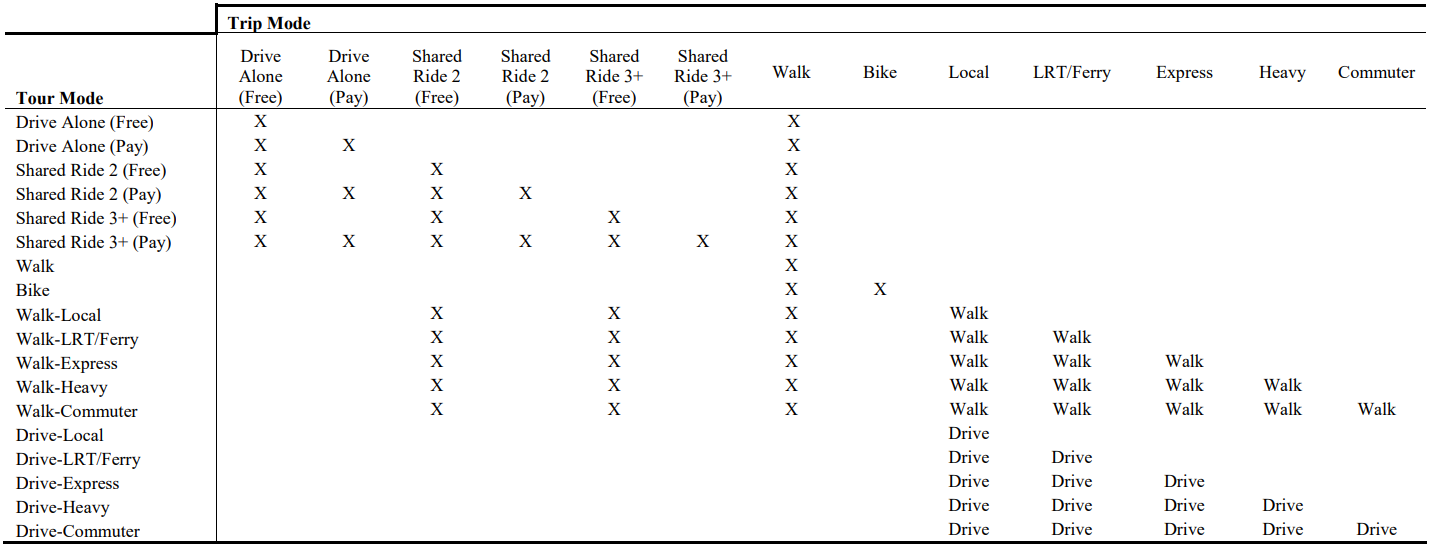 Trip Mode
Tour Mode
Drive Alone (Free)
Drive Alone (Pay)
Shared Ride 2 (Free)
Shared Ride 2 (Pay)
Shared Ride 3+ (Free)
Shared Ride 3+ (Pay)
Walk
Bike
Local
LRT/Ferry
Express
Heavy
Commuter
Drive Alone (Free) X X
Drive Alone (Pay) X X X
Shared Ride 2 (Free) X X X
Shared Ride 2 (Pay) X X X X X
Shared Ride 3+ (Free) X X X X
Shared Ride 3+ (Pay) X X X X X X X
Walk X
Bike X X
Walk-Local X X X Walk
Walk-LRT/Ferry X X X Walk Walk
Walk-Express X X X Walk Walk Walk
Walk-Heavy X X X Walk Walk Walk Walk
Walk-Commuter X X X Walk Walk Walk Walk Walk
Drive-Local Drive
Drive-LRT/Ferry Drive Drive
Drive-Express Drive Drive Drive
Drive-Heavy Drive Drive Drive Drive
Drive-Commuter Drive Drive Drive Drive Drive